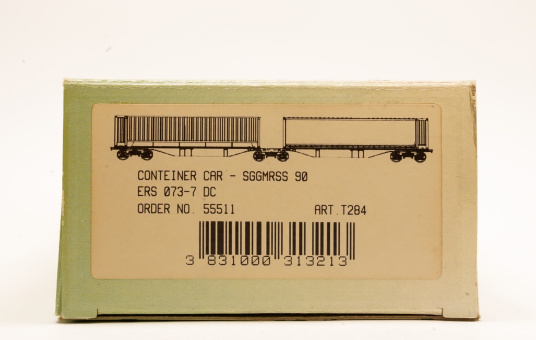 CONTEINER CAR - SGGMRSS 90
ERS 073-7 DC
ORDER NO. 55511 ART.T284
3 831000 313213